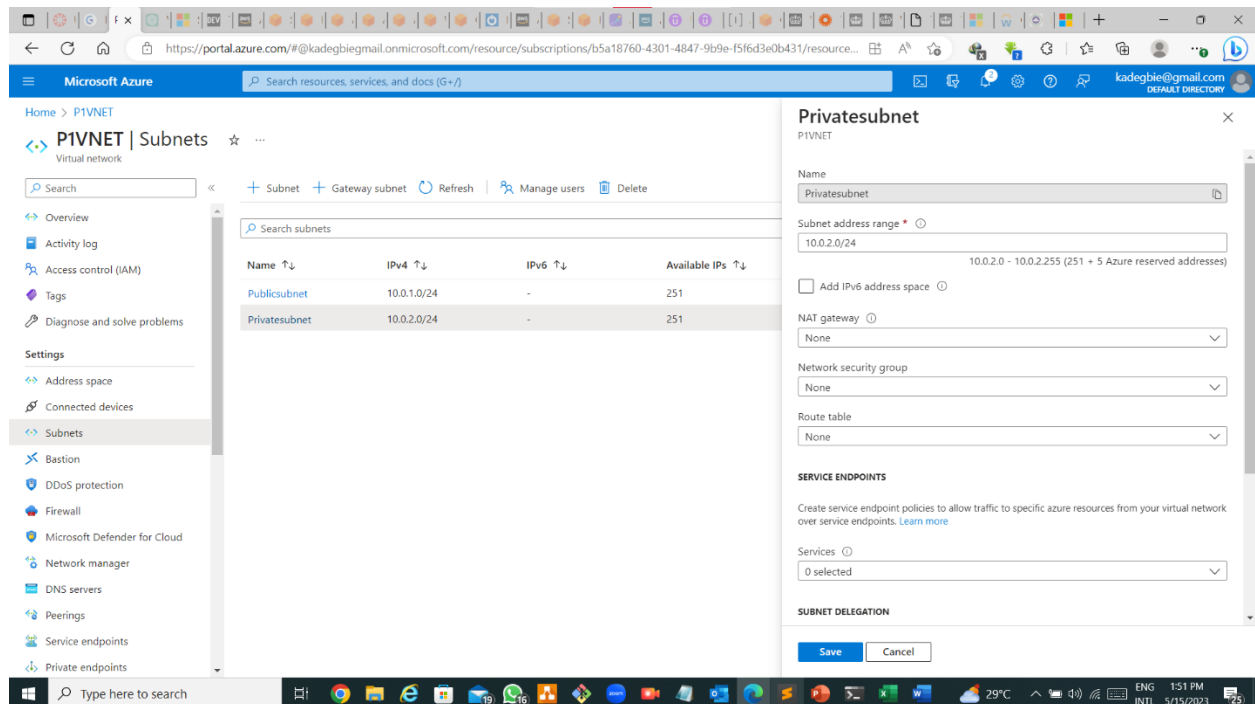 https://portal.azure.com/#@kadegbiegmail.onmicrosoft.com/resource/subscriptions/b5a18760-4301-4847-9b9e-f5f6d3e0b431/resource...
Microsoft Azure
Search resources, services, and docs (G+/)
2
kadegbie@gmail.com
DEFAULT DIRECTORY
Home > P1VNET
P1VNET | Subnets
Virtual network
Search
Overview
Activity log
Access control (IAM)
Tags
Diagnose and solve problems
Settings
Address space
Connected devices
Subnets
Bastion
DDoS protection
Firewall
Microsoft Defender for Cloud
Network manager
DNS servers
Peerings
Service endpoints
Private endpoints
+ Subnet + Gateway subnet Refresh Manage users Delete
Search subnets
Name ↑↓ IPv4 ↑↓ IPv6 ↑↓ Available IPs ↑↓
Publicsubnet 10.0.1.0/24 - 251
Privatesubnet 10.0.2.0/24 - 251
Privatesubnet
P1VNET
Name
Privatesubnet
Subnet address range *
10.0.2.0/24
10.0.2.0 - 10.0.2.255 (251 + 5 Azure reserved addresses)
Add IPv6 address space
NAT gateway
None
Network security group
None
Route table
None
SERVICE ENDPOINTS
Create service endpoint policies to allow traffic to specific azure resources from your virtual network
over service endpoints. Learn more
Services
0 selected
SUBNET DELEGATION
Save Cancel
Type here to search
19
16
zoom
29°C
ENG
INTL
1:51 PM
5/15/2023
25